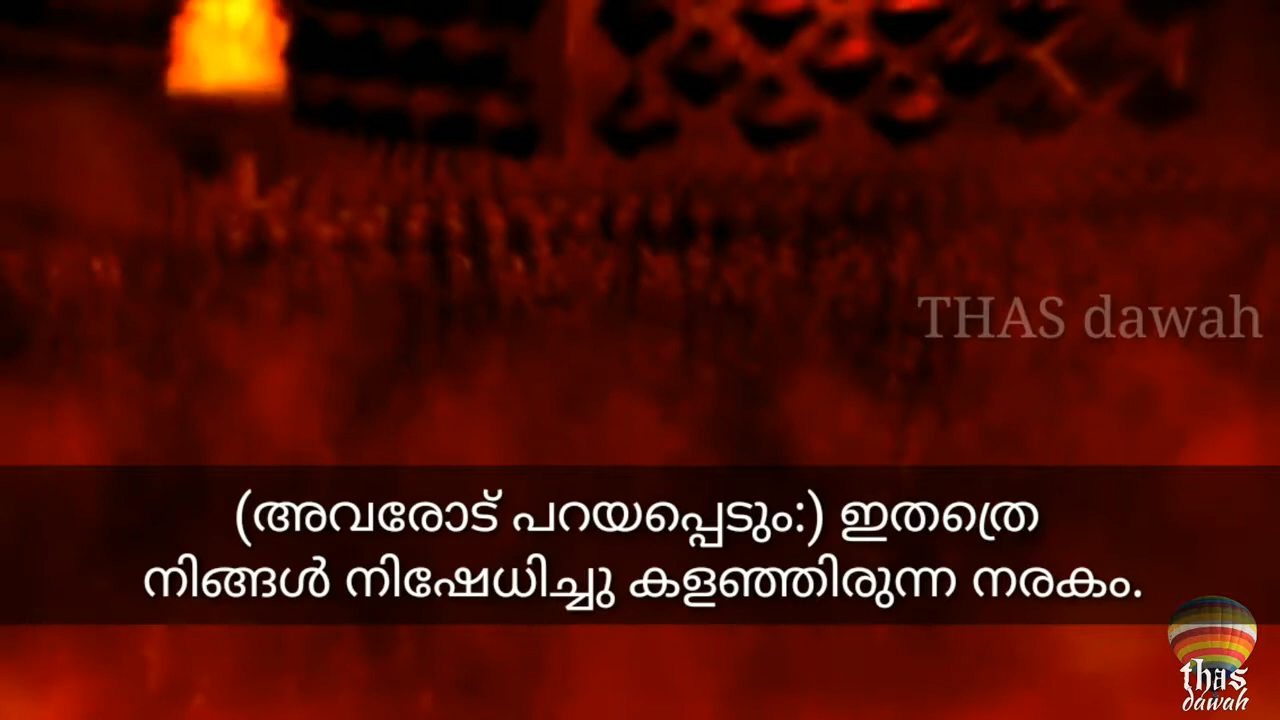 THAS dawah
(അവരോട് പറയപ്പെടും:) ഇതത്രെ
നിങ്ങൾ നിഷേധിച്ചു കളഞ്ഞിരുന്ന നരകം.
thas
dawah